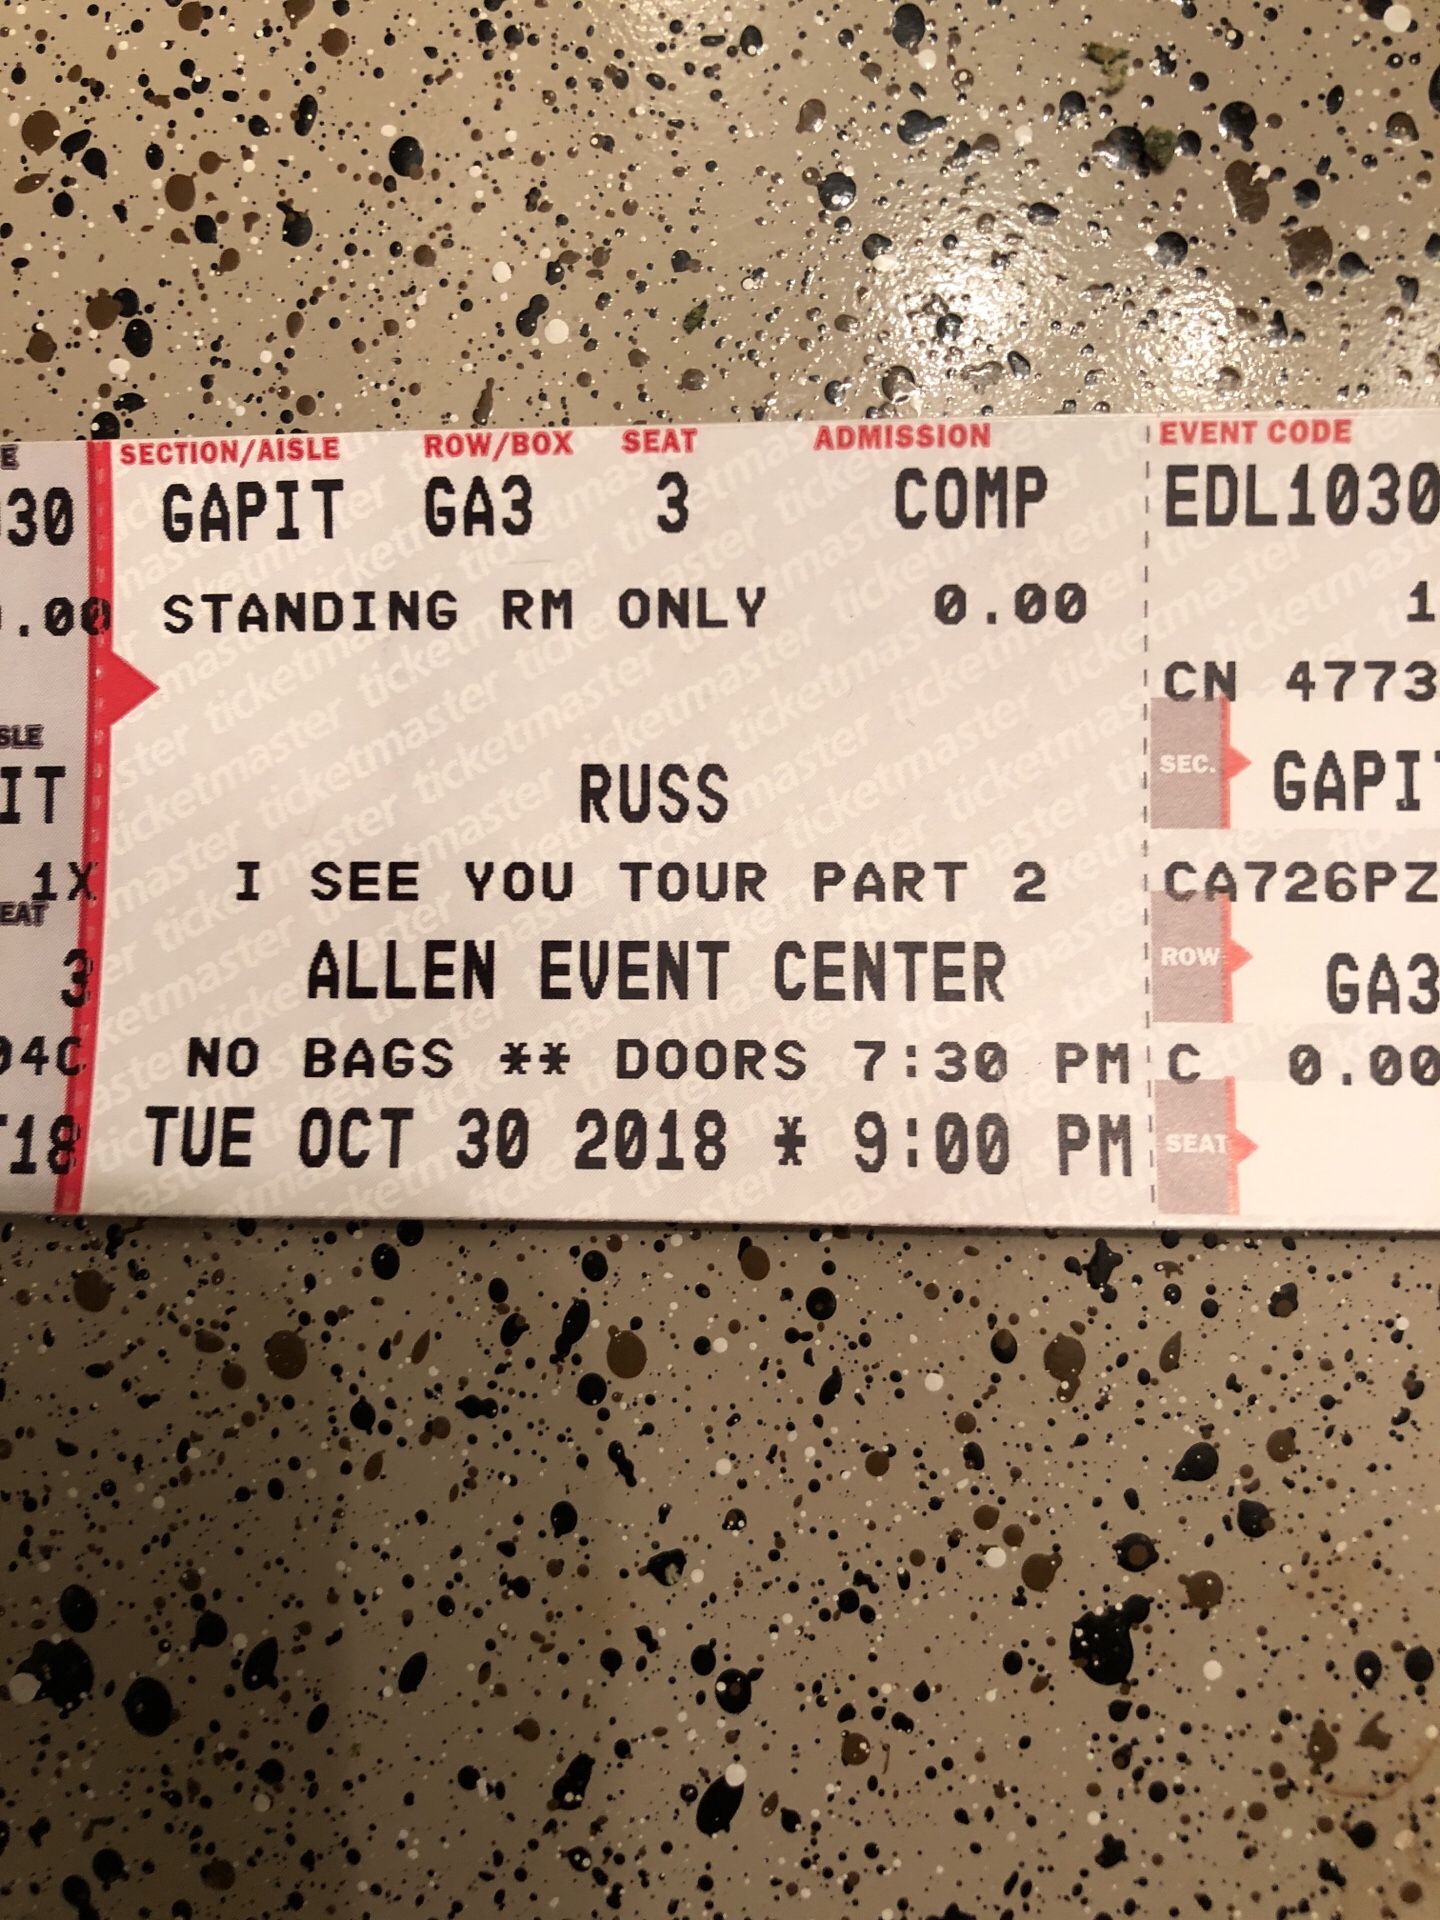 E
30
.00
SLE
IT
1X
EAT
3
04C
T18
SECTION/AISLE ROW/BOX SEAT ADMISSION
GAPIT GA3 3 COMP
STANDING RM ONLY 0.00
RUSS
I SEE YOU TOUR PART 2
ALLEN EVENT CENTER
NO BAGS ** DOORS 7:30 PM
TUE OCT 30 2018 * 9:00 PM
EVENT CODE
EDL1030
1
CN 4773
SEC. GAPIT
CA726PZ
ROW GA3
C 0.00
SEAT